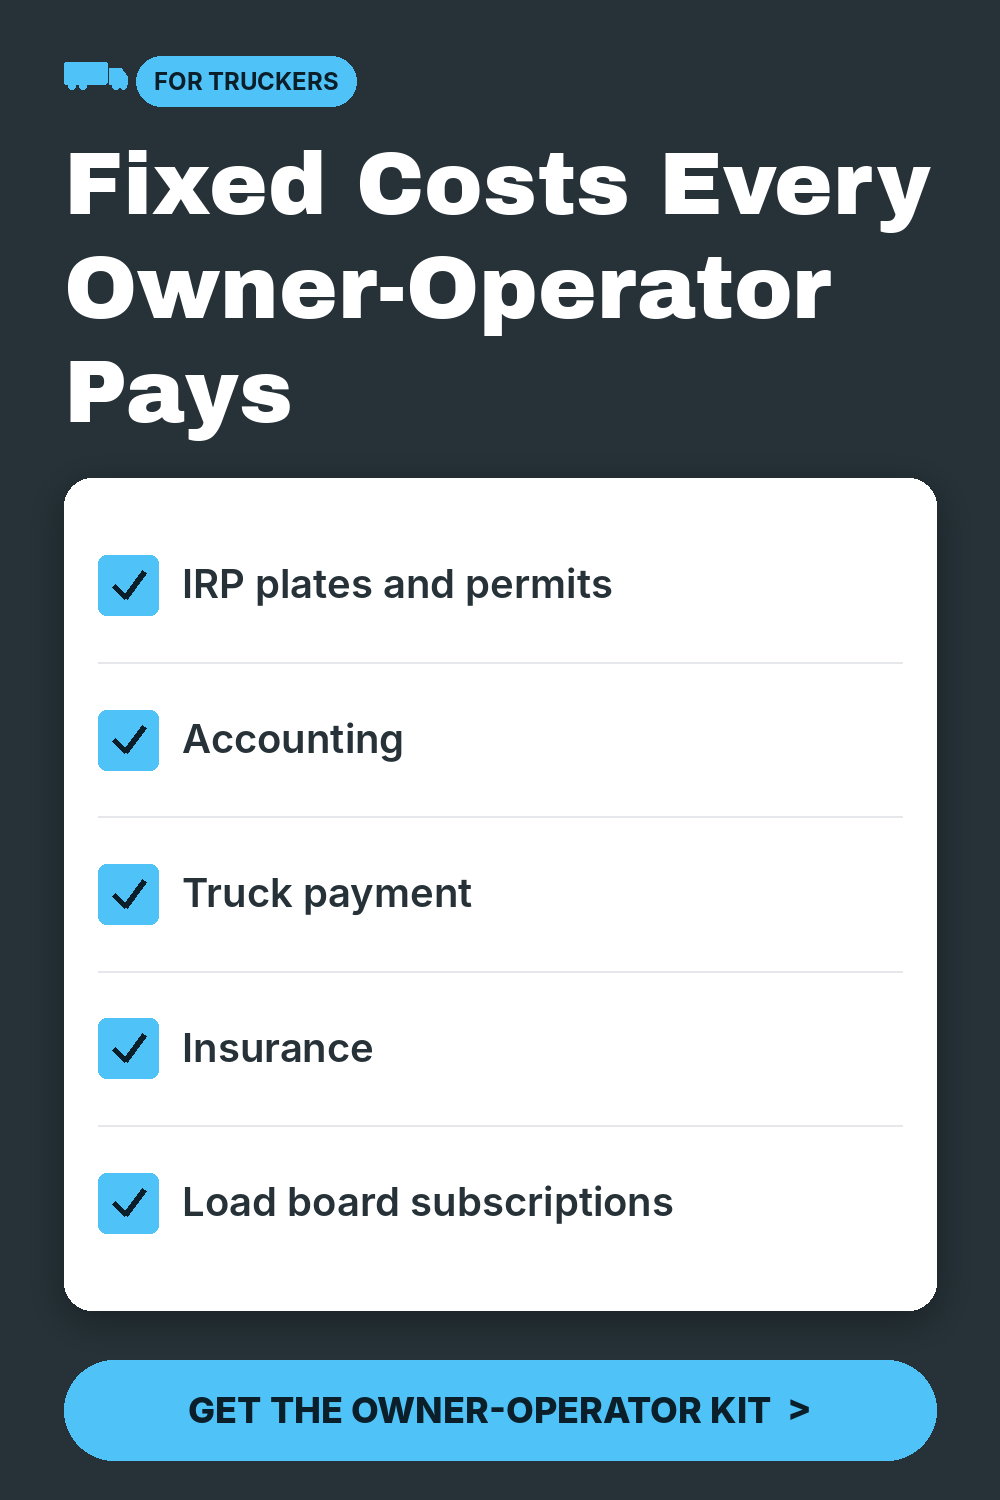 FOR TRUCKERS
Fixed Costs Every
Owner-Operator
Pays
IRP plates and permits
Accounting
Truck payment
Insurance
Load board subscriptions
GET THE OWNER-OPERATOR KIT >